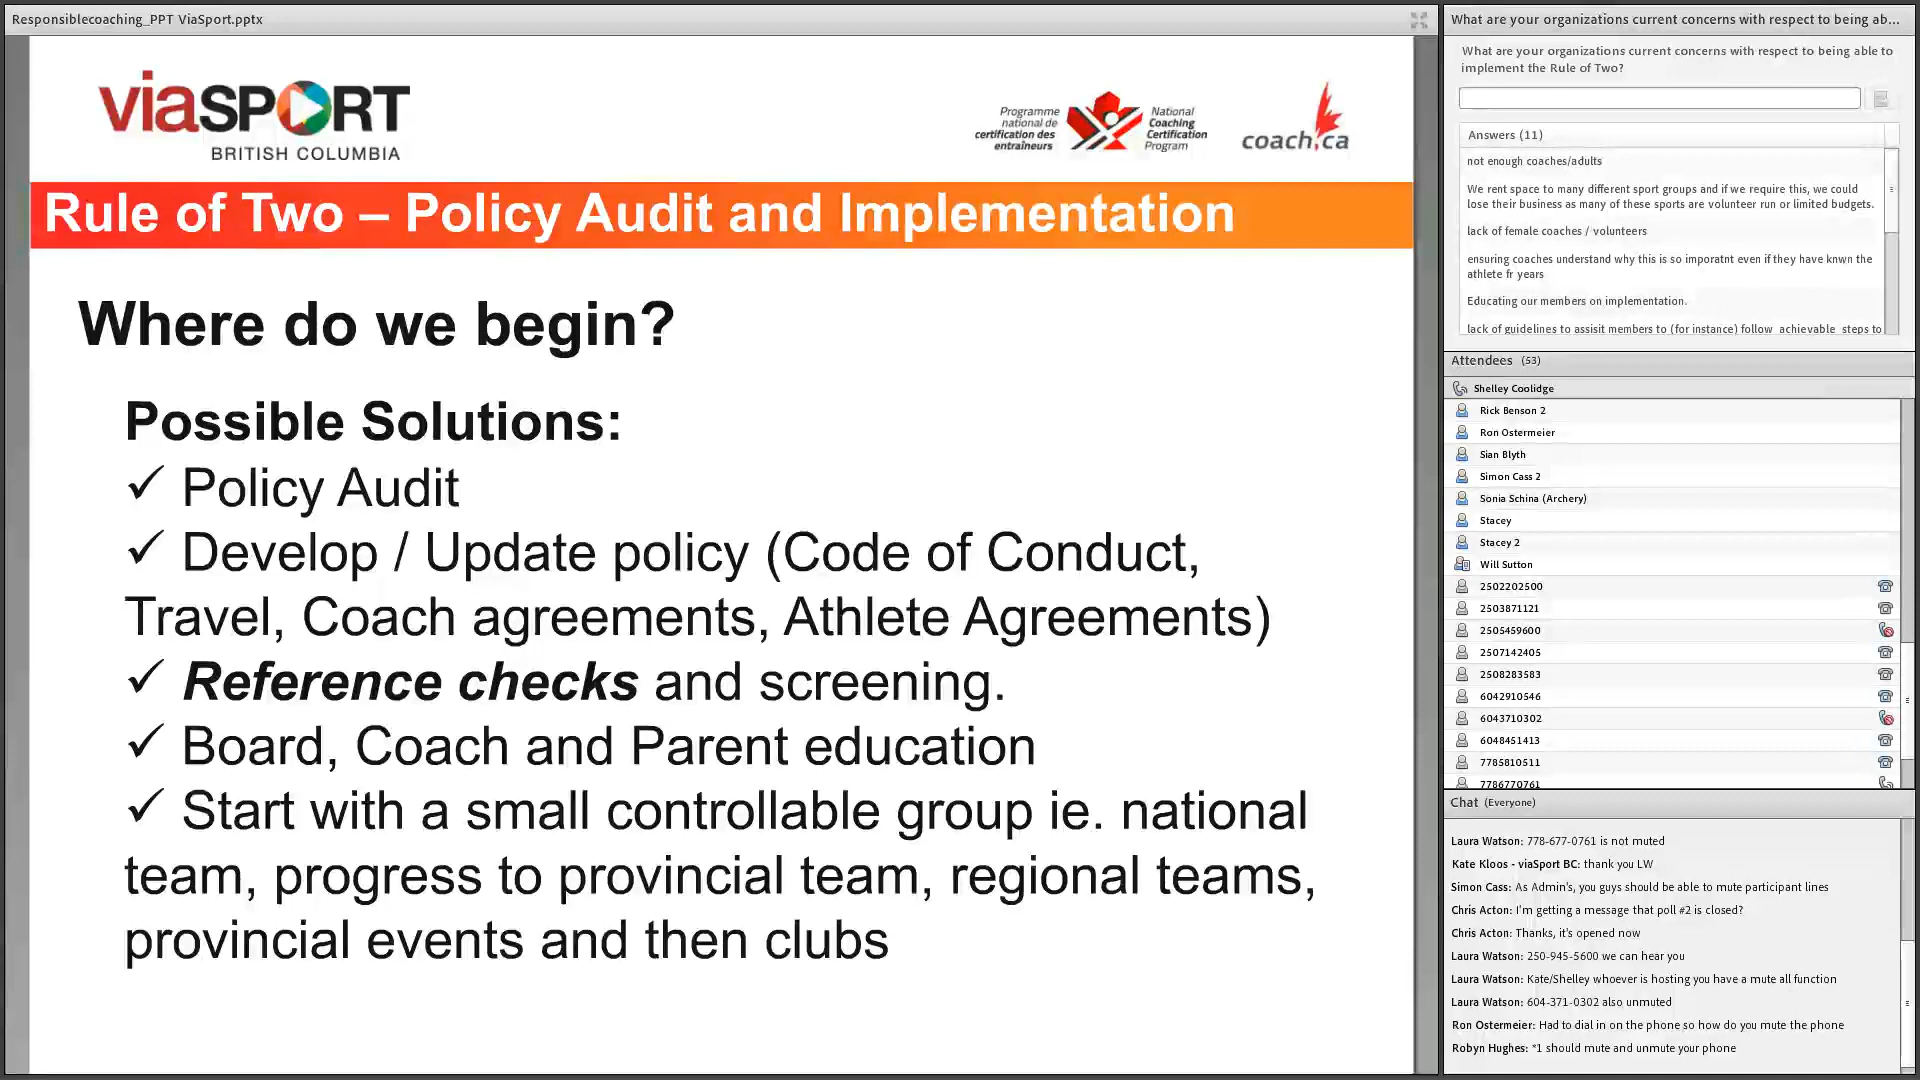 Responsiblecoaching_PPT ViaSport.pptx
viaSPORT
BRITISH COLUMBIA
Programme
national de
certification des
entraîneurs
National
Coaching
Certification
Program
coach.ca
Rule of Two – Policy Audit and Implementation
Where do we begin?
Possible Solutions:
✓ Policy Audit
✓ Develop / Update policy (Code of Conduct,
Travel, Coach agreements, Athlete Agreements)
✓ Reference checks and screening.
✓ Board, Coach and Parent education
✓ Start with a small controllable group ie. national
team, progress to provincial team, regional teams,
provincial events and then clubs
What are your organizations current concerns with respect to being ab...
What are your organizations current concerns with respect to being able to
implement the Rule of Two?
Answers (11)
not enough coaches/adults
We rent space to many different sport groups and if we require this, we could
lose their business as many of these sports are volunteer run or limited budgets.
lack of female coaches / volunteers
ensuring coaches understand why this is so imporatnt even if they have knwn the
athlete fr years
Educating our members on implementation.
lack of guidelines to assisit members to (for instance) follow achievable steps to
Attendees (53)
Shelley Coolidge
Rick Benson 2
Ron Ostermeier
Sian Blyth
Simon Cass 2
Sonia Schina (Archery)
Stacey
Stacey 2
Will Sutton
2502202500
2503871121
2505459600
2507142405
2508283583
6042910546
6043710302
6048451413
7785810511
7786770761
Chat (Everyone)
Laura Watson: 778-677-0761 is not muted
Kate Kloos - viaSport BC: thank you LW
Simon Cass: As Admin's, you guys should be able to mute participant lines
Chris Acton: I'm getting a message that poll #2 is closed?
Chris Acton: Thanks, it's opened now
Laura Watson: 250-945-5600 we can hear you
Laura Watson: Kate/Shelley whoever is hosting you have a mute all function
Laura Watson: 604-371-0302 also unmuted
Ron Ostermeier: Had to dial in on the phone so how do you mute the phone
Robyn Hughes: *1 should mute and unmute your phone